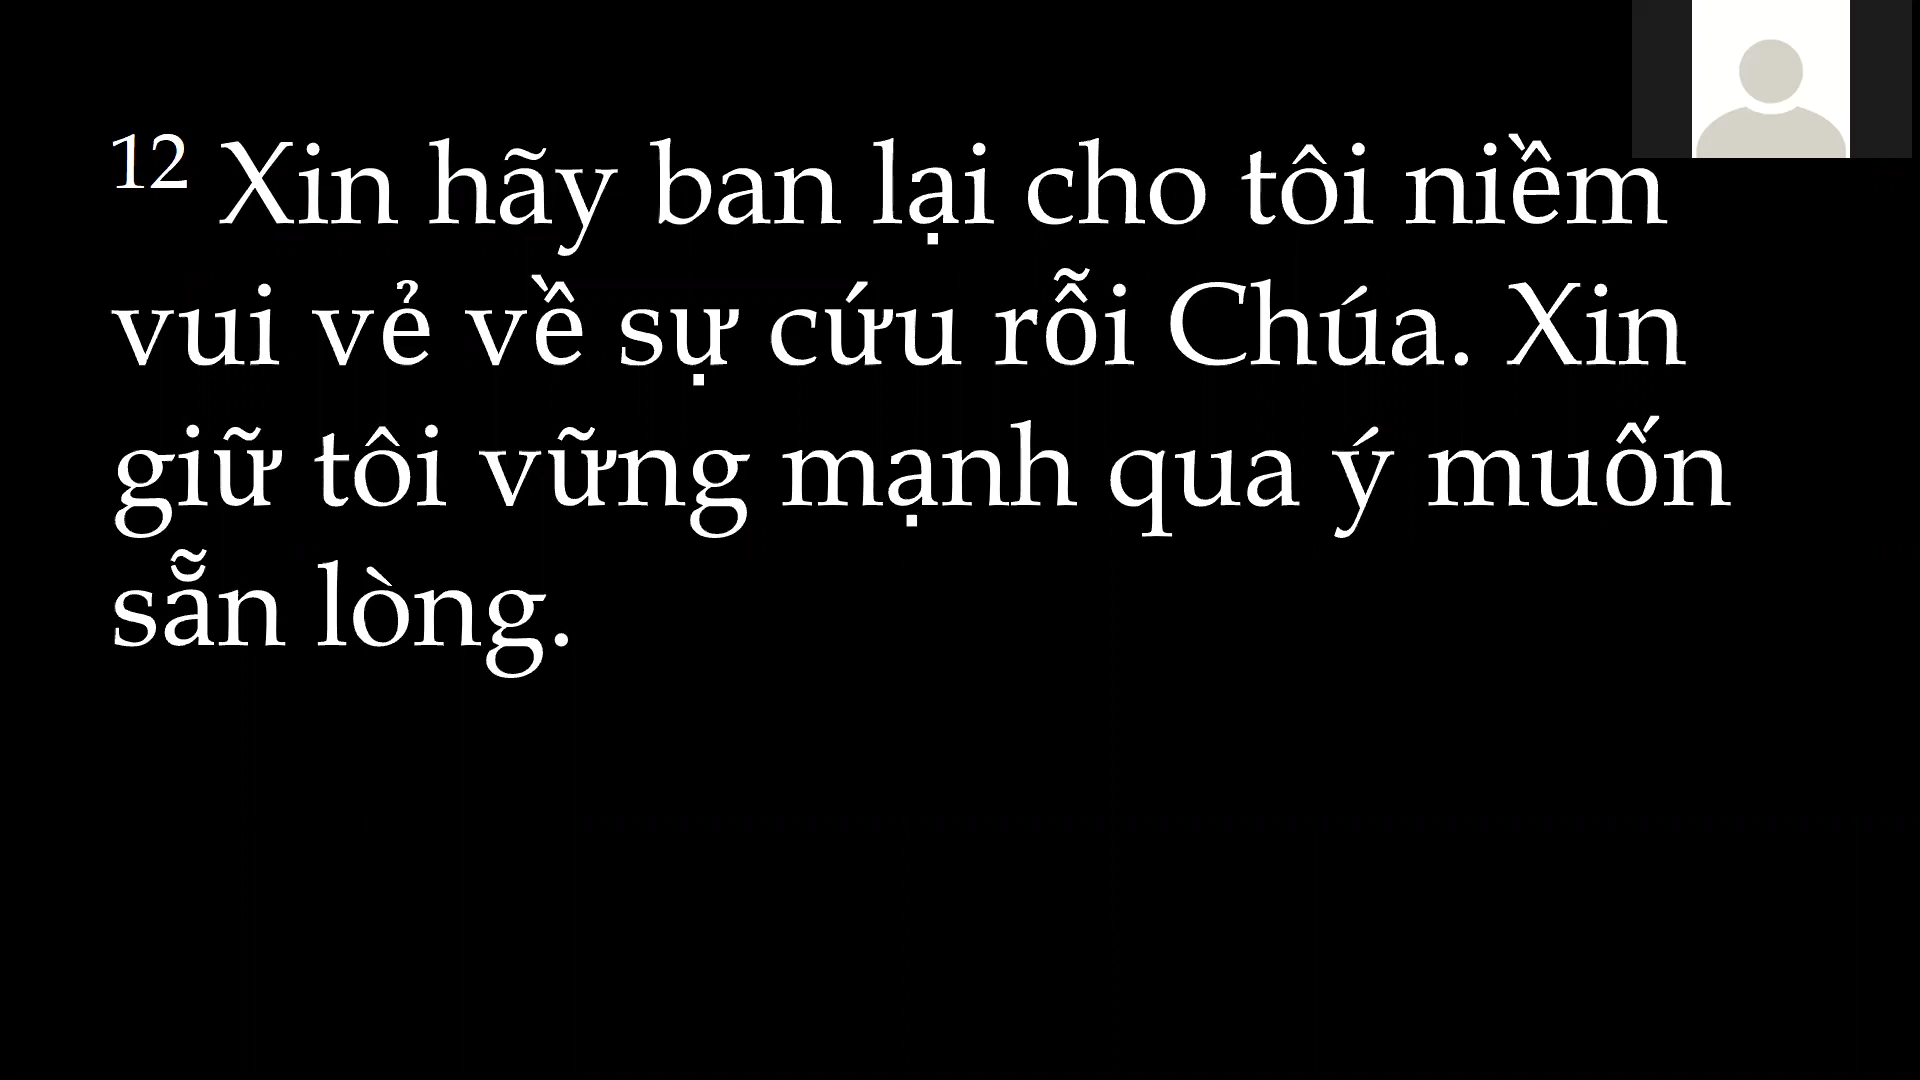 12 Xin hãy ban lại cho tôi niềm
vui vẻ về sự cứu rỗi Chúa. Xin
giữ tôi vững mạnh qua ý muốn
sẵn lòng.